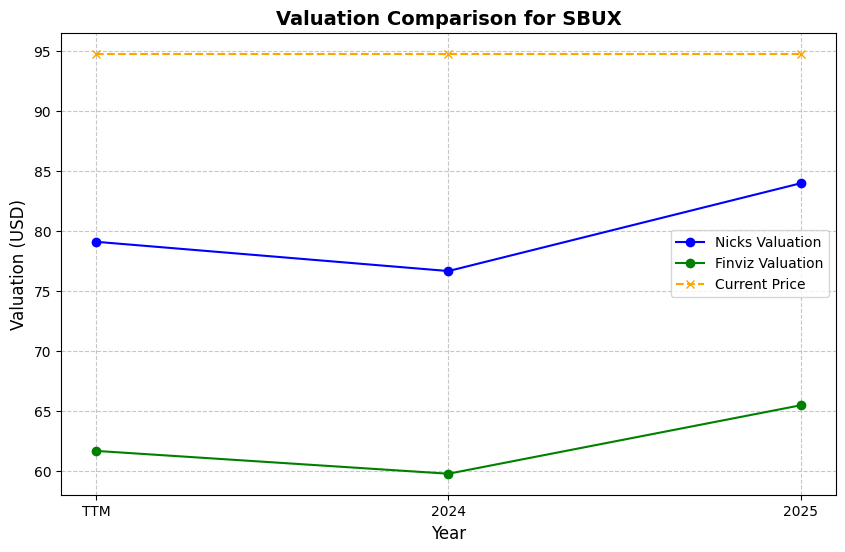 Valuation Comparison for SBUX
Valuation (USD)
95
90
85
80
75
70
65
60
Nicks Valuation
Finviz Valuation
Current Price
TTM 2024 2025
Year